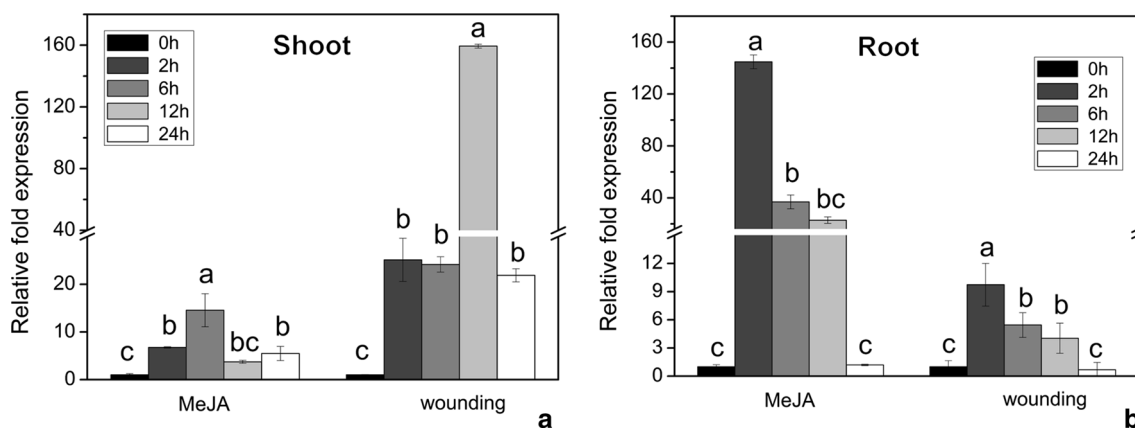 Shoot
Relative fold expression
160
120
80
40
20
10
0
0h
2h
6h
12h
24h
c
b
a
bc
b
c
b
b
a
b
MeJA
wounding
a
Root
Relative fold expression
160
120
80
40
12
9
6
3
0
0h
2h
6h
12h
24h
c
a
b
bc
c
c
a
b
b
c
MeJA
wounding
b